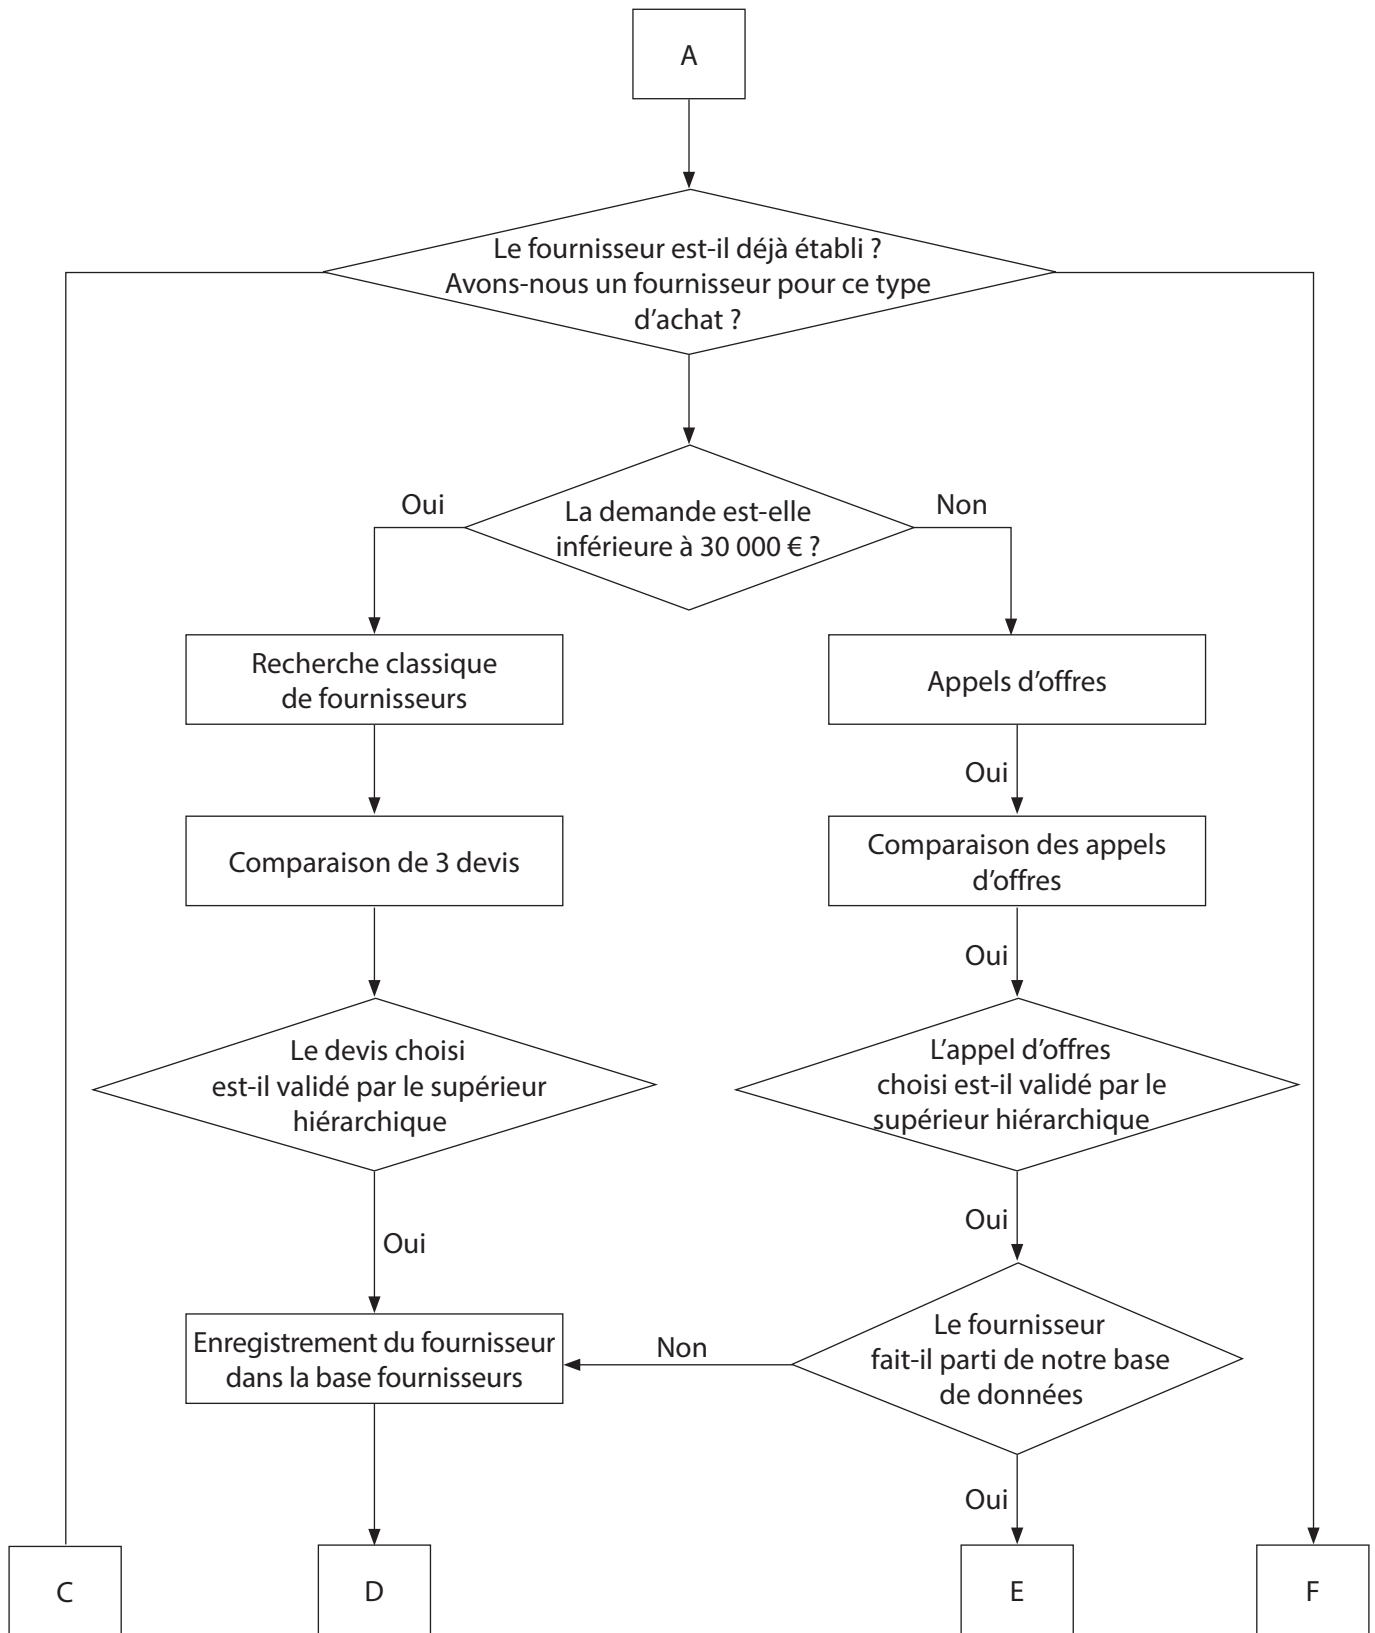 A
Le fournisseur est-il déjà établi ?
Avons-nous un fournisseur pour ce type
d’achat ?
Oui
Non
La demande est-elle
inférieure à 30 000 € ?
Recherche classique
de fournisseurs
Appels d’offres
Oui
Comparaison de 3 devis
Comparaison des appels
d’offres
Oui
Le devis choisi
est-il validé par le supérieur
hiérarchique
L’appel d’offres
choisi est-il validé par le
supérieur hiérarchique
Oui
Oui
Enregistrement du fournisseur
dans la base fournisseurs
Non
Le fournisseur
fait-il parti de notre base
de données
Oui
C
D
E
F